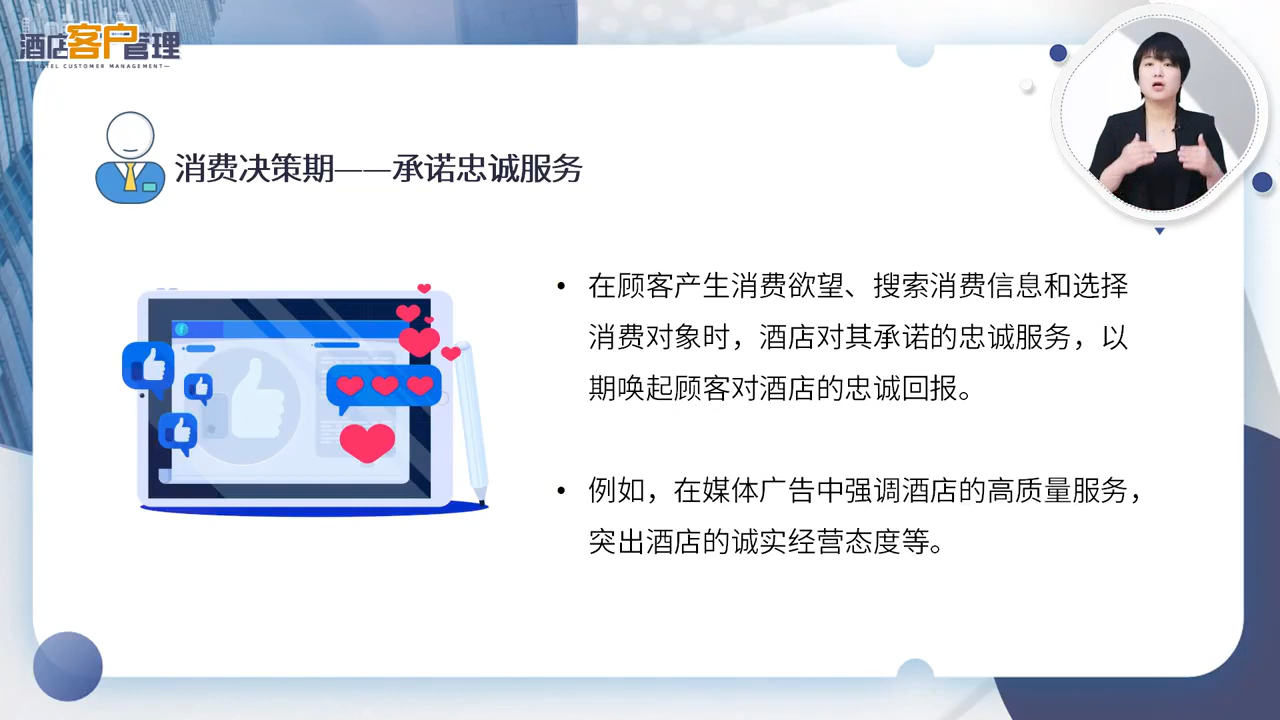 酒店客户管理
HOTEL CUSTOMER MANAGEMENT
消费决策期——承诺忠诚服务
• 在顾客产生消费欲望、搜索消费信息和选择
消费对象时，酒店对其承诺的忠诚服务，以
期唤起顾客对酒店的忠诚回报。
• 例如，在媒体广告中强调酒店的高质量服务，
突出酒店的诚实经营态度等。